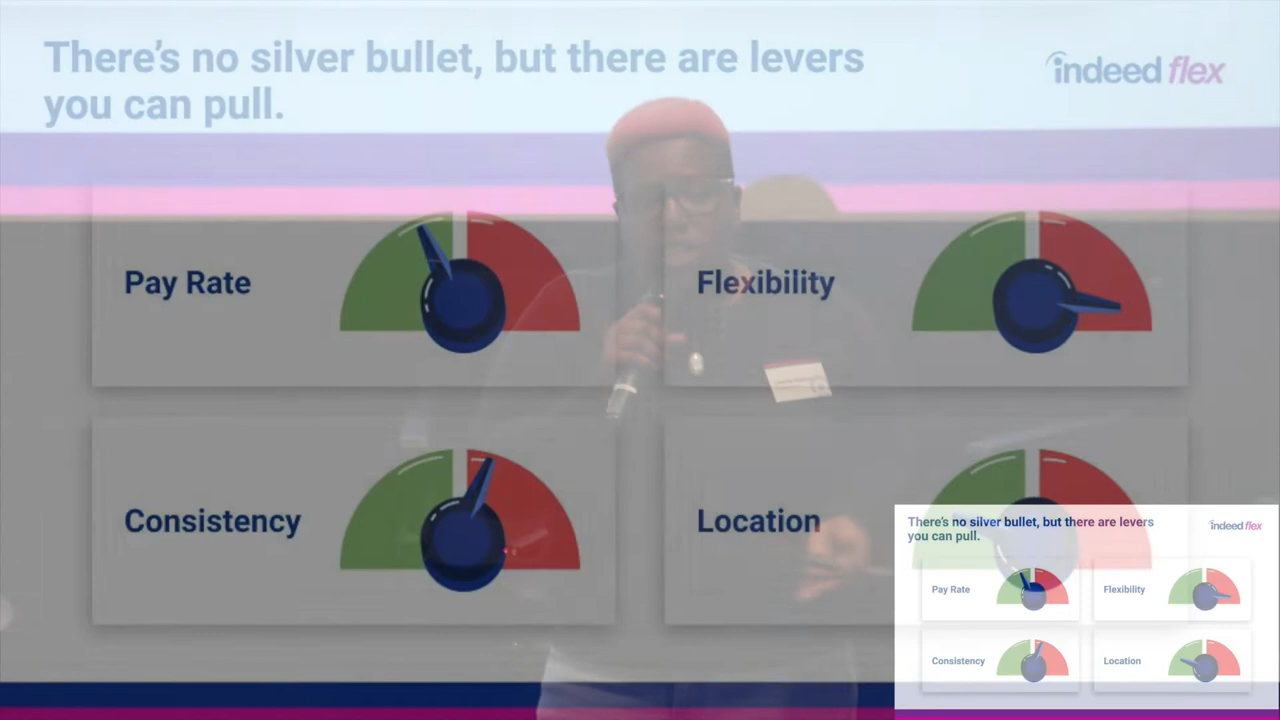 There's no silver bullet, but there are levers
you can pull.
indeed flex
Pay Rate
Flexibility
Consistency
Location
There's no silver bullet, but there are levers
you can pull.
indeed flex
Pay Rate
Flexibility
Consistency
Location